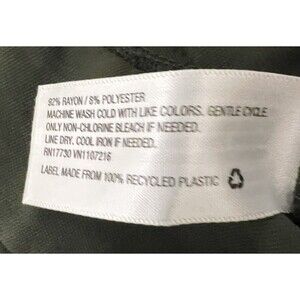 92% RAYON / 8% POLYESTER
MACHINE WASH COLD WITH LIKE COLORS. GENTLE CYCLE
ONLY NON-CHLORINE BLEACH IF NEEDED.
LINE DRY. COOL IRON IF NEEDED.
RN17730 VN1107216
LABEL MADE FROM 100% RECYCLED PLASTIC